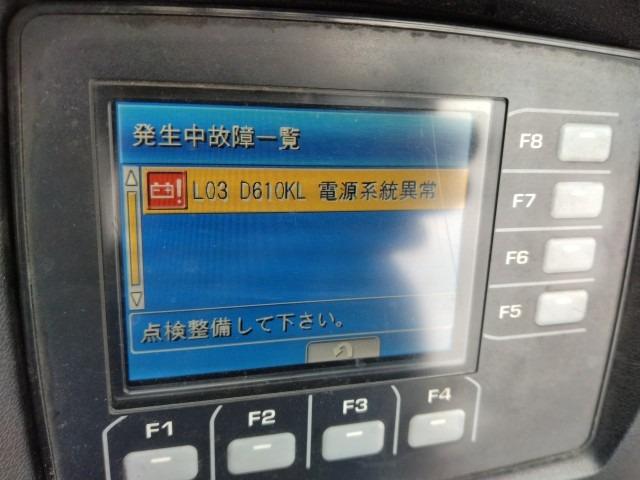 発生中故障一覧
L03 D610KL 電源系統異常
点検整備して下さい。
F8
F7
F6
F5
F1
F2
F3
F4